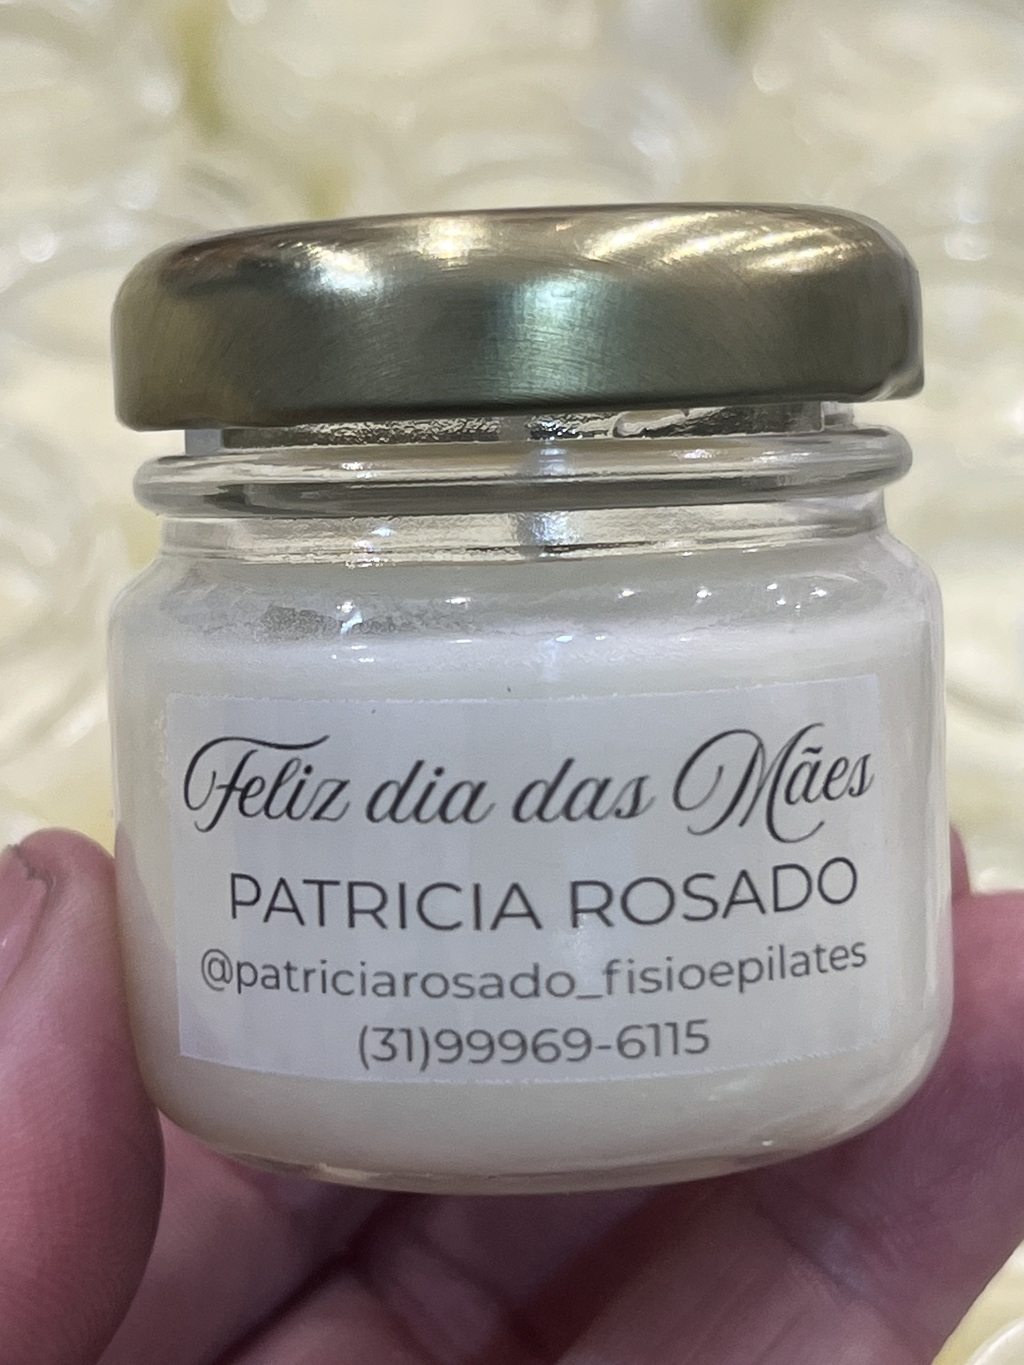 Feliz dia das Mães
PATRICIA ROSADO
@patriciarosado_fisioepilates
(31)99969-6115